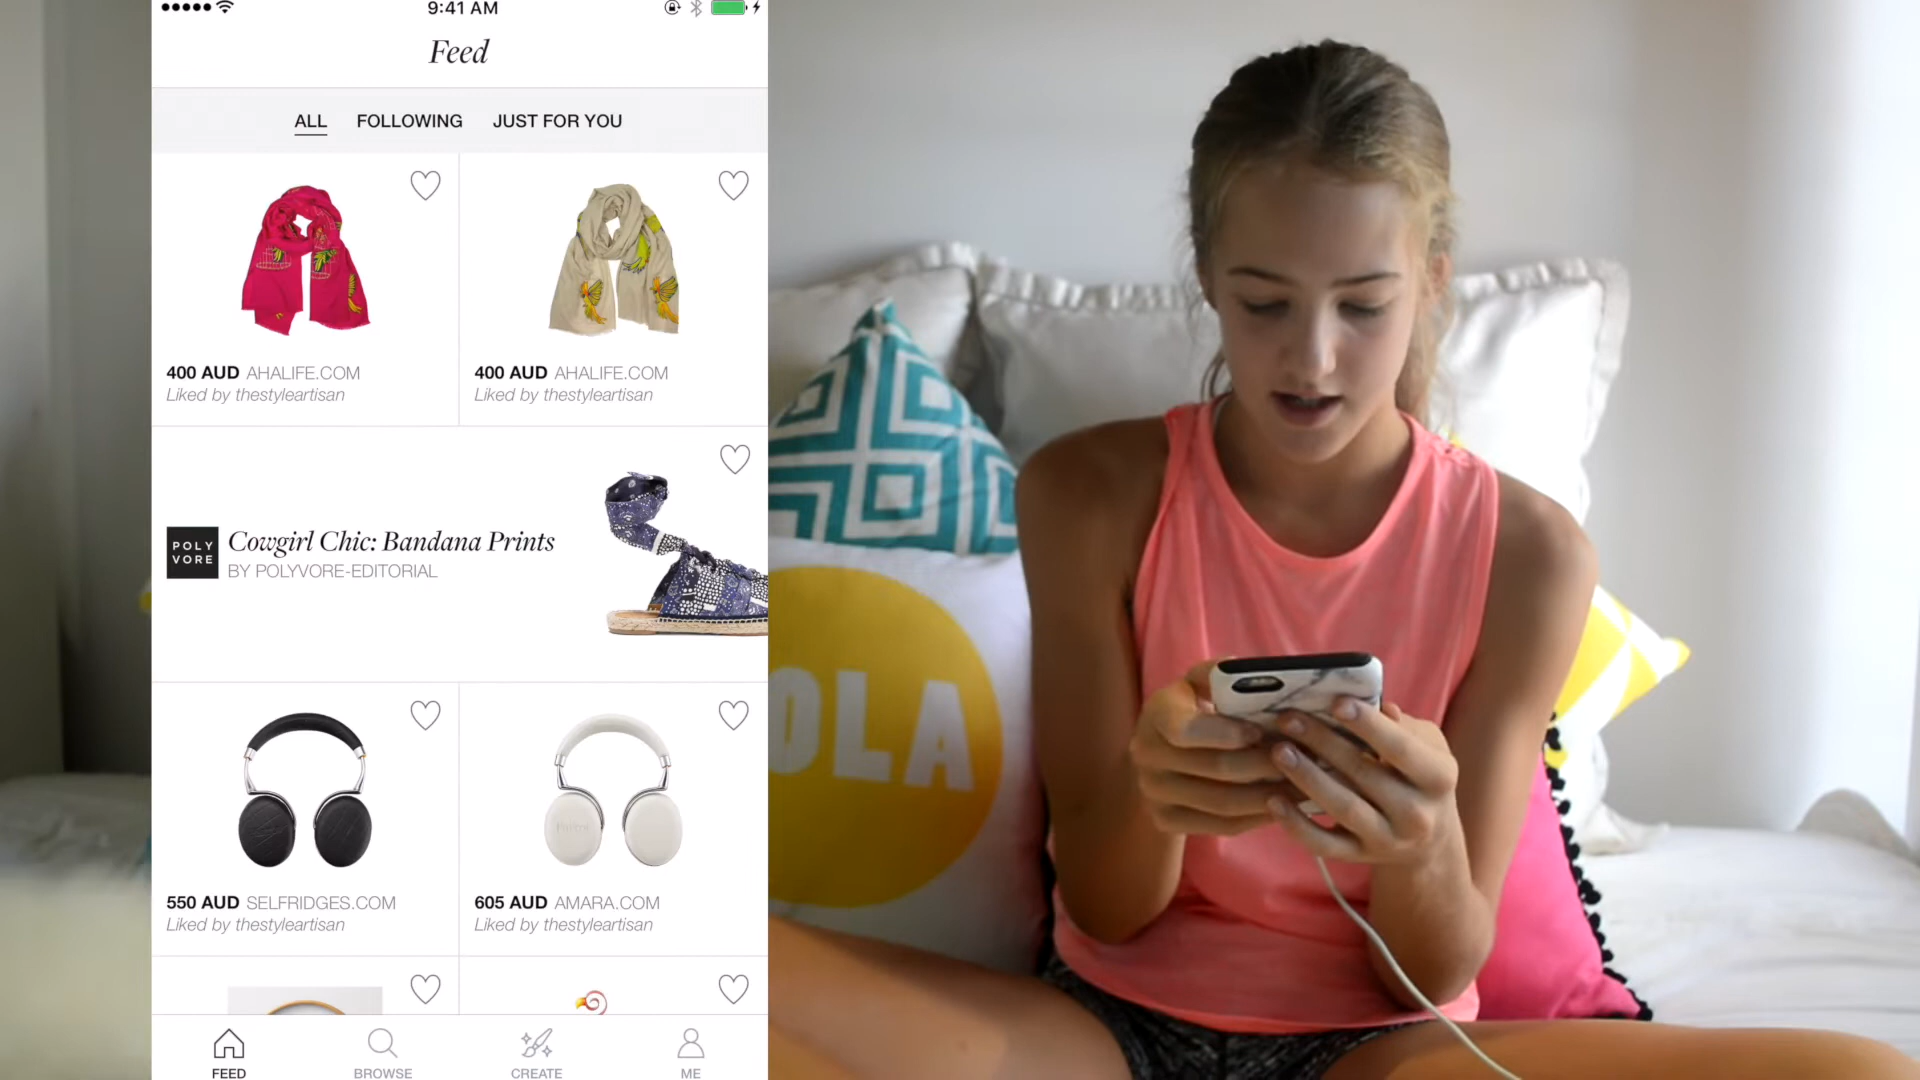 9:41 AM
Feed
ALL FOLLOWING JUST FOR YOU
400 AUD AHALIFE.COM
Liked by thestyleartisan
400 AUD AHALIFE.COM
Liked by thestyleartisan
POLY
VORE
Cowgirl Chic: Bandana Prints
BY POLYVORE-EDITORIAL
550 AUD SELFRIDGES.COM
Liked by thestyleartisan
605 AUD AMARA.COM
Liked by thestyleartisan
FEED BROWSE CREATE ME
OLA